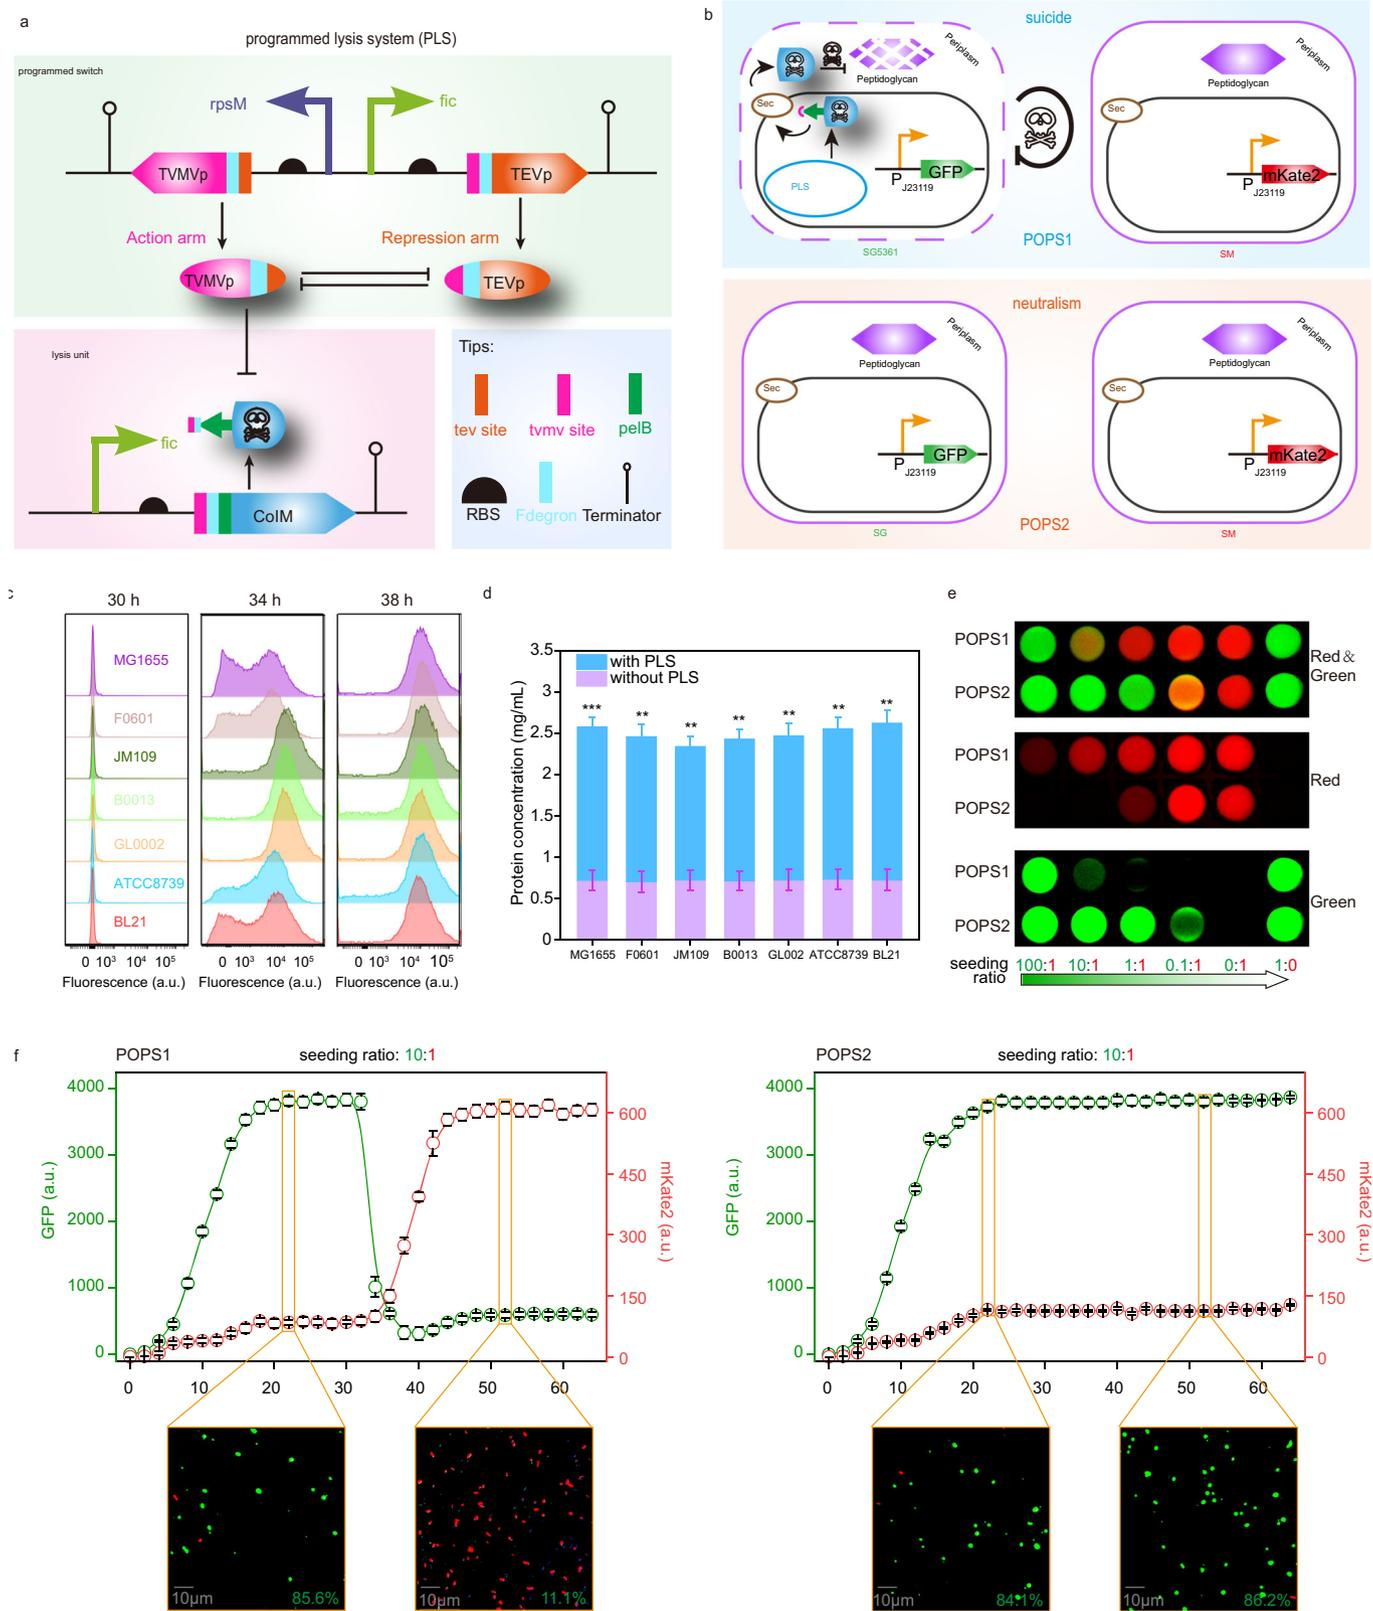 a
programmed lysis system (PLS)
programmed switch
rpsM
fic
TVMVp
TEVp
Action arm
Repression arm
TVMVp
TEVp
lysis unit
fic
ColM
Tips:
tev site
tvmv site
pelB
RBS
Fdegron
Terminator
b
suicide
Periplasm
Peptidoglycan
Sec
PLS
P
J23119
GFP
SG5361
POPS1
Periplasm
Peptidoglycan
Sec
P
J23119
mKate2
SM
neutralism
Periplasm
Peptidoglycan
Sec
P
J23119
GFP
SG
POPS2
Periplasm
Peptidoglycan
Sec
P
J23119
mKate2
SM
c
30 h
34 h
38 h
MG1655
F0601
JM109
B0013
GL0002
ATCC8739
BL21
0 10³ 10⁴ 10⁵
0 10³ 10⁴ 10⁵
0 10³ 10⁴ 10⁵
Fluorescence (a.u.)
Fluorescence (a.u.)
Fluorescence (a.u.)
d
Protein concentration (mg/mL)
3.5
3
2.5
2
1.5
1
0.5
0
with PLS
without PLS
***
**
**
**
**
**
**
MG1655 F0601 JM109 B0013 GL002 ATCC8739 BL21
e
POPS1
POPS2
Red&
Green
POPS1
POPS2
Red
POPS1
POPS2
Green
seeding
ratio
100:1 10:1 1:1 0.1:1 0:1 1:0
f
POPS1
seeding ratio: 10:1
GFP (a.u.)
4000
3000
2000
1000
0
mKate2 (a.u.)
600
450
300
150
0
0 10 20 30 40 50 60
10μm
85.6%
10μm
11.1%
POPS2
seeding ratio: 10:1
GFP (a.u.)
4000
3000
2000
1000
0
mKate2 (a.u.)
600
450
300
150
0
0 10 20 30 40 50 60
10μm
84.1%
10μm
86.2%